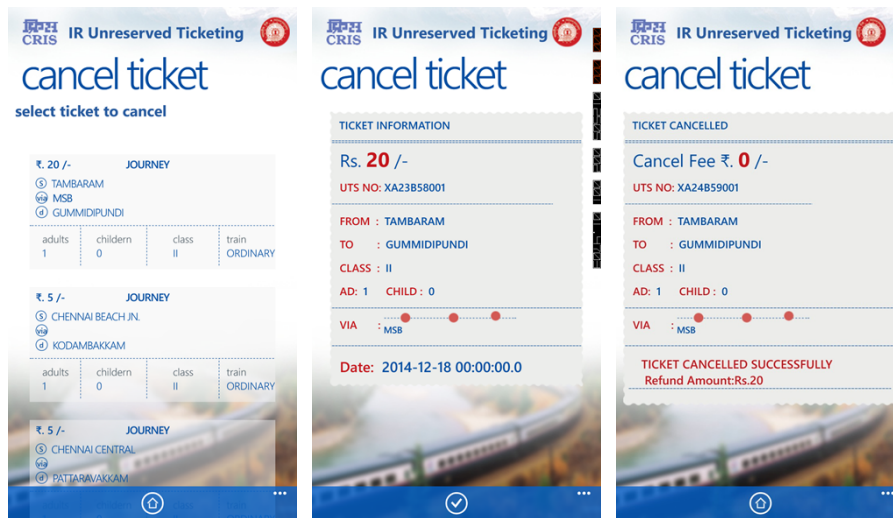 क्रिस
CRIS
IR Unreserved Ticketing
cancel ticket
select ticket to cancel
₹. 20 /- JOURNEY
S TAMBARAM
via MSB
d GUMMIDIPUNDI
adults childern class train
1 0 II ORDINARY
₹. 5 /- JOURNEY
S CHENNAI BEACH JN.
via
d KODAMBAKKAM
adults childern class train
1 0 II ORDINARY
₹. 5 /- JOURNEY
S CHENNAI CENTRAL
via
d PATTARAVAKKAM
क्रिस
CRIS
IR Unreserved Ticketing
cancel ticket
TICKET INFORMATION
Rs. 20 /-
UTS NO: XA23B58001
FROM : TAMBARAM
TO : GUMMIDIPUNDI
CLASS : II
AD: 1 CHILD : 0
VIA : MSB
Date: 2014-12-18 00:00:00.0
क्रिस
CRIS
IR Unreserved Ticketing
cancel ticket
TICKET CANCELLED
Cancel Fee ₹. 0 /-
UTS NO: XA24B59001
FROM : TAMBARAM
TO : GUMMIDIPUNDI
CLASS : II
AD: 1 CHILD : 0
VIA : MSB
TICKET CANCELLED SUCCESSFULLY
Refund Amount:Rs.20